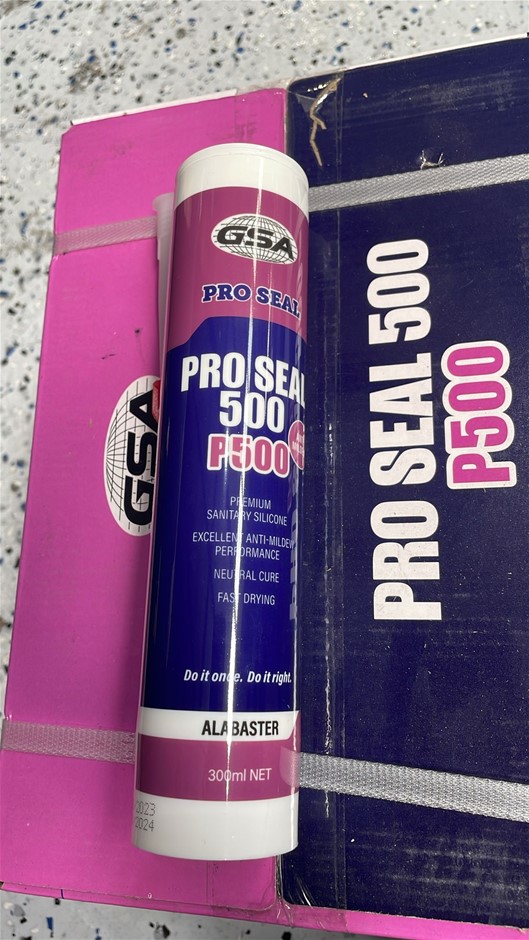 GSA
PRO SEAL
PRO SEAL
500
P500
PREMIUM
SANITARY SILICONE
EXCELLENT ANTI-MILDEW
PERFORMANCE
NEUTRAL CURE
FAST DRYING
Do it once. Do it right.
ALABASTER
300ml NET
2023
2024
GSA
PRO SEAL 500
P500